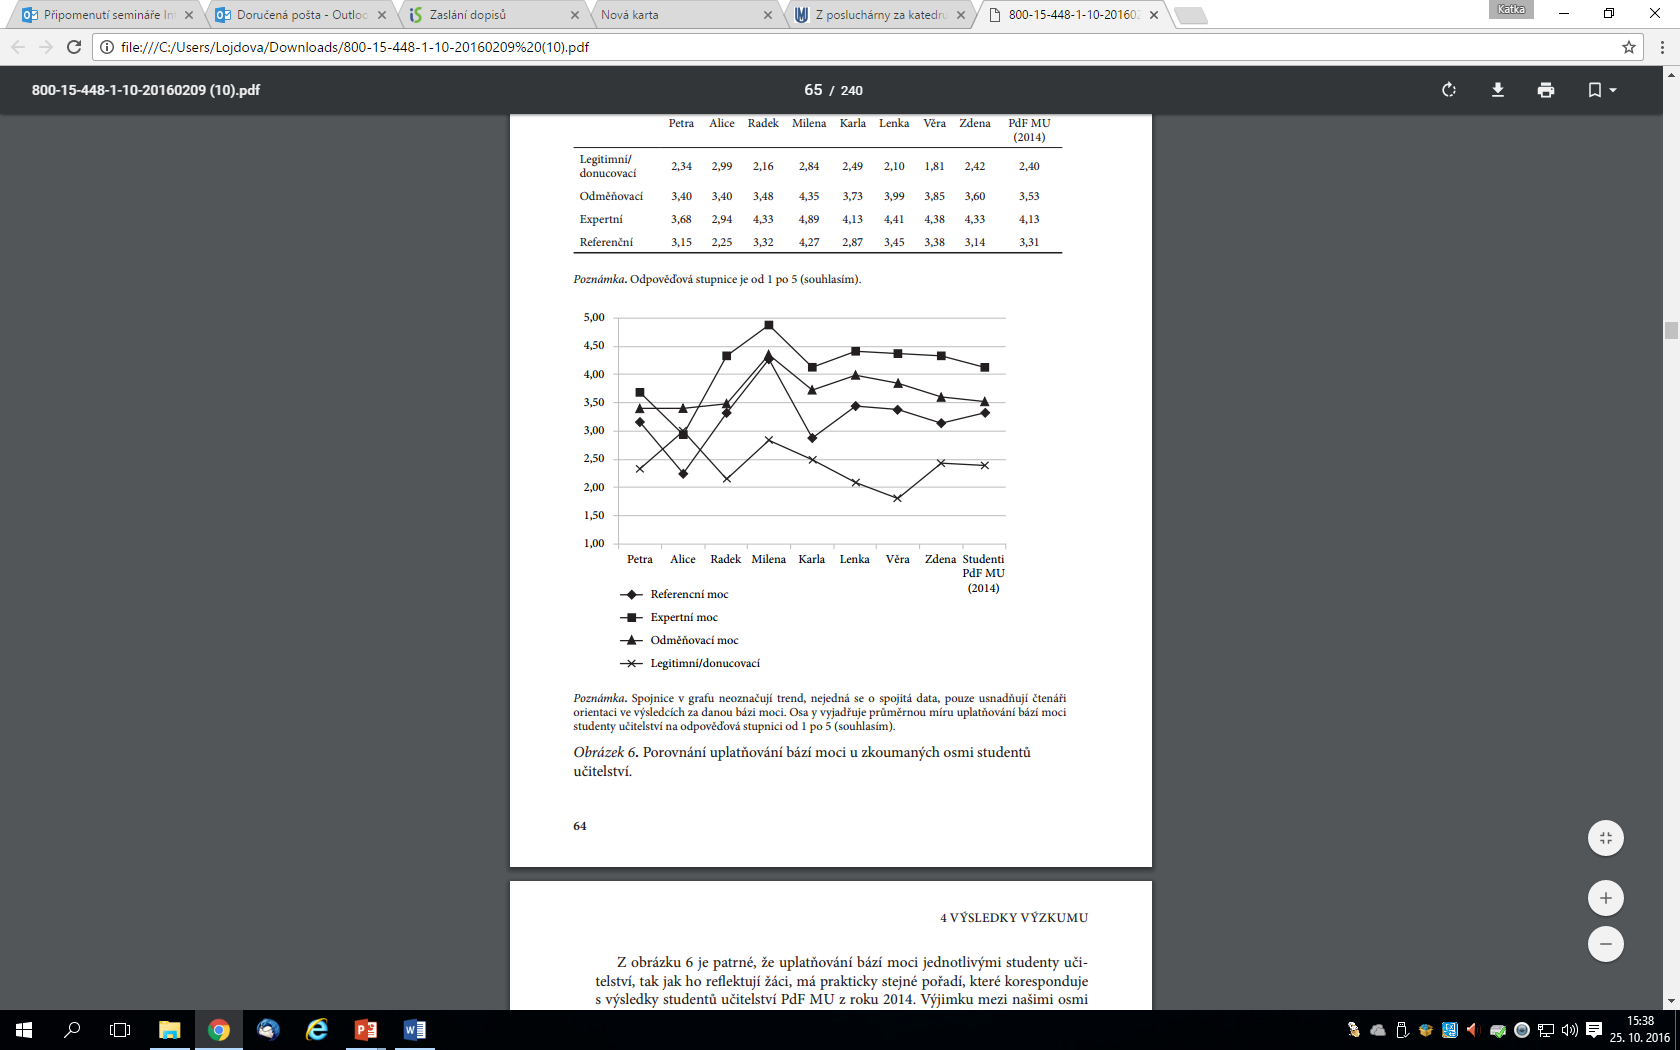 Připomenutí semináře In
Doručená pošta - Outloo
Zaslání dopisů
Nová karta
Z posluchárny za katedru
800-15-448-1-10-201602
Katka
file:///C:/Users/Lojdova/Downloads/800-15-448-1-10-20160209%20(10).pdf
800-15-448-1-10-20160209 (10).pdf
65 / 240
Petra Alice Radek Milena Karla Lenka Věra Zdena PdF MU
(2014)
Legitimní/
donucovací 2,34 2,99 2,16 2,84 2,49 2,10 1,81 2,42 2,40
Odměňovací 3,40 3,40 3,48 4,35 3,73 3,99 3,85 3,60 3,53
Expertní 3,68 2,94 4,33 4,89 4,13 4,41 4,38 4,33 4,13
Referenční 3,15 2,25 3,32 4,27 2,87 3,45 3,38 3,14 3,31
Poznámka. Odpověďová stupnice je od 1 po 5 (souhlasím).
5,00
4,50
4,00
3,50
3,00
2,50
2,00
1,50
1,00
Petra Alice Radek Milena Karla Lenka Věra Zdena Studenti
PdF MU
(2014)
Referencní moc
Expertní moc
Odměňovací moc
Legitimní/donucovací
Poznámka. Spojnice v grafu neoznačují trend, nejedná se o spojitá data, pouze usnadňují čtenáři
orientaci ve výsledcích za danou bázi moci. Osa y vyjadřuje průměrnou míru uplatňování bází moci
studenty učitelství na odpověďová stupnici od 1 po 5 (souhlasím).
Obrázek 6. Porovnání uplatňování bází moci u zkoumaných osmi studentů
učitelství.
64
4 VÝSLEDKY VÝZKUMU
Z obrázku 6 je patrné, že uplatňování bází moci jednotlivými studenty uči-
telství, tak jak ho reflektují žáci, má prakticky stejné pořadí, které koresponduje
s výsledky studentů učitelství PdF MU z roku 2014. Výjimku mezi našimi osmi
15:38
25. 10. 2016